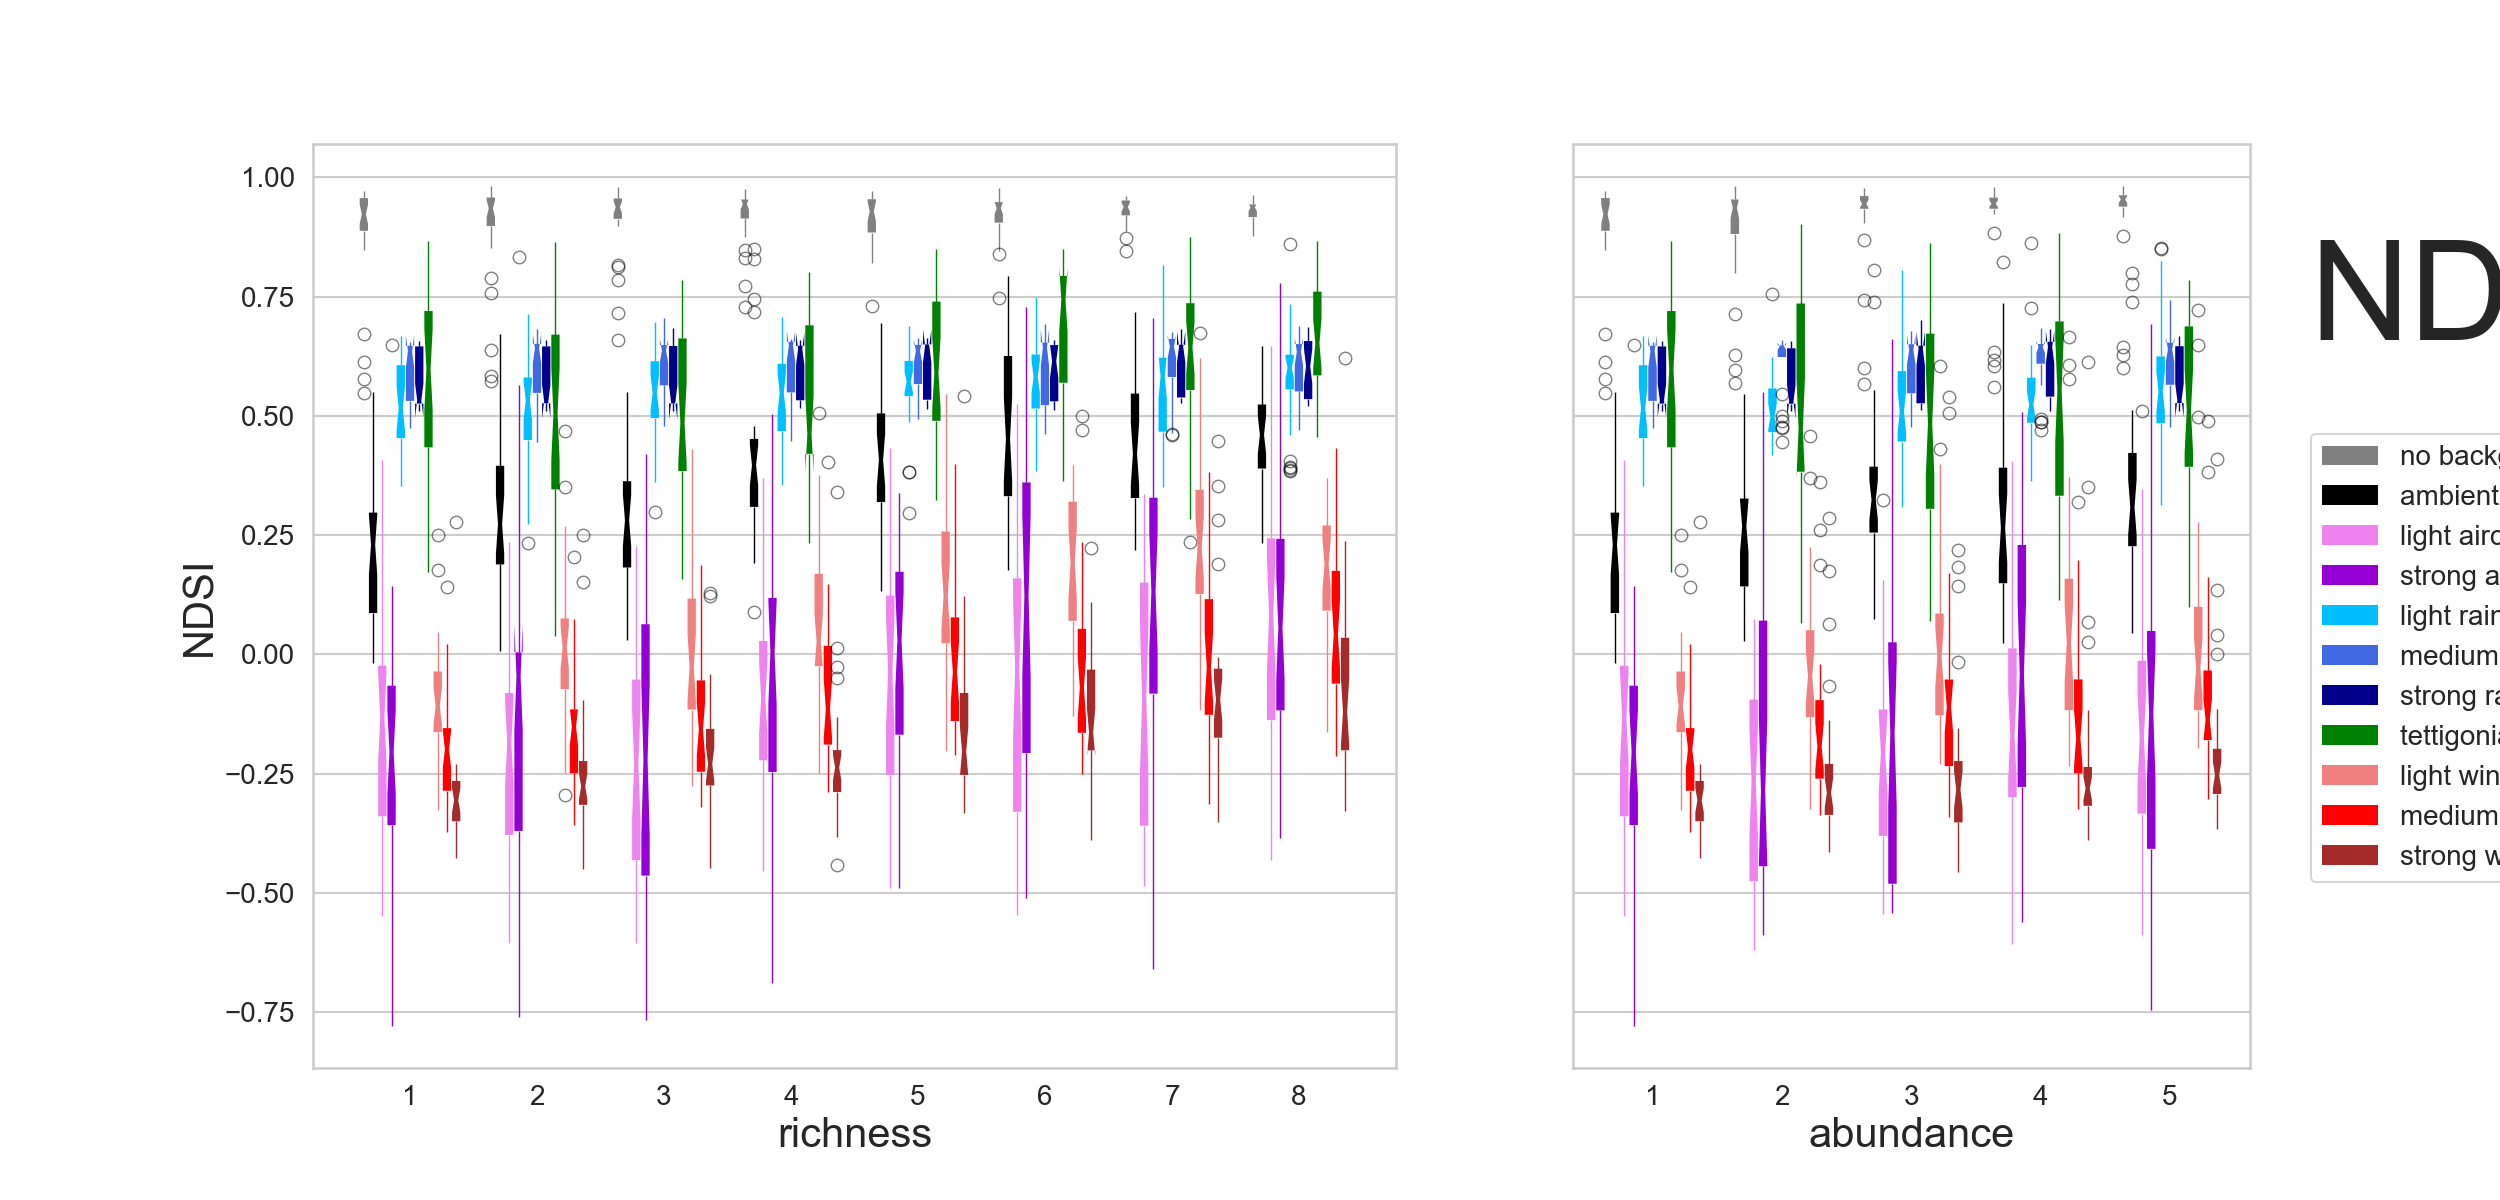 1.00
0.75
0.50
0.25
0.00
−0.25
−0.50
−0.75
NDSI
1 2 3 4 5 6 7 8
richness
1 2 3 4 5
abundance
ND
no back
ambient
light airc
strong a
light rain
medium
strong ra
tettigonia
light win
medium
strong w